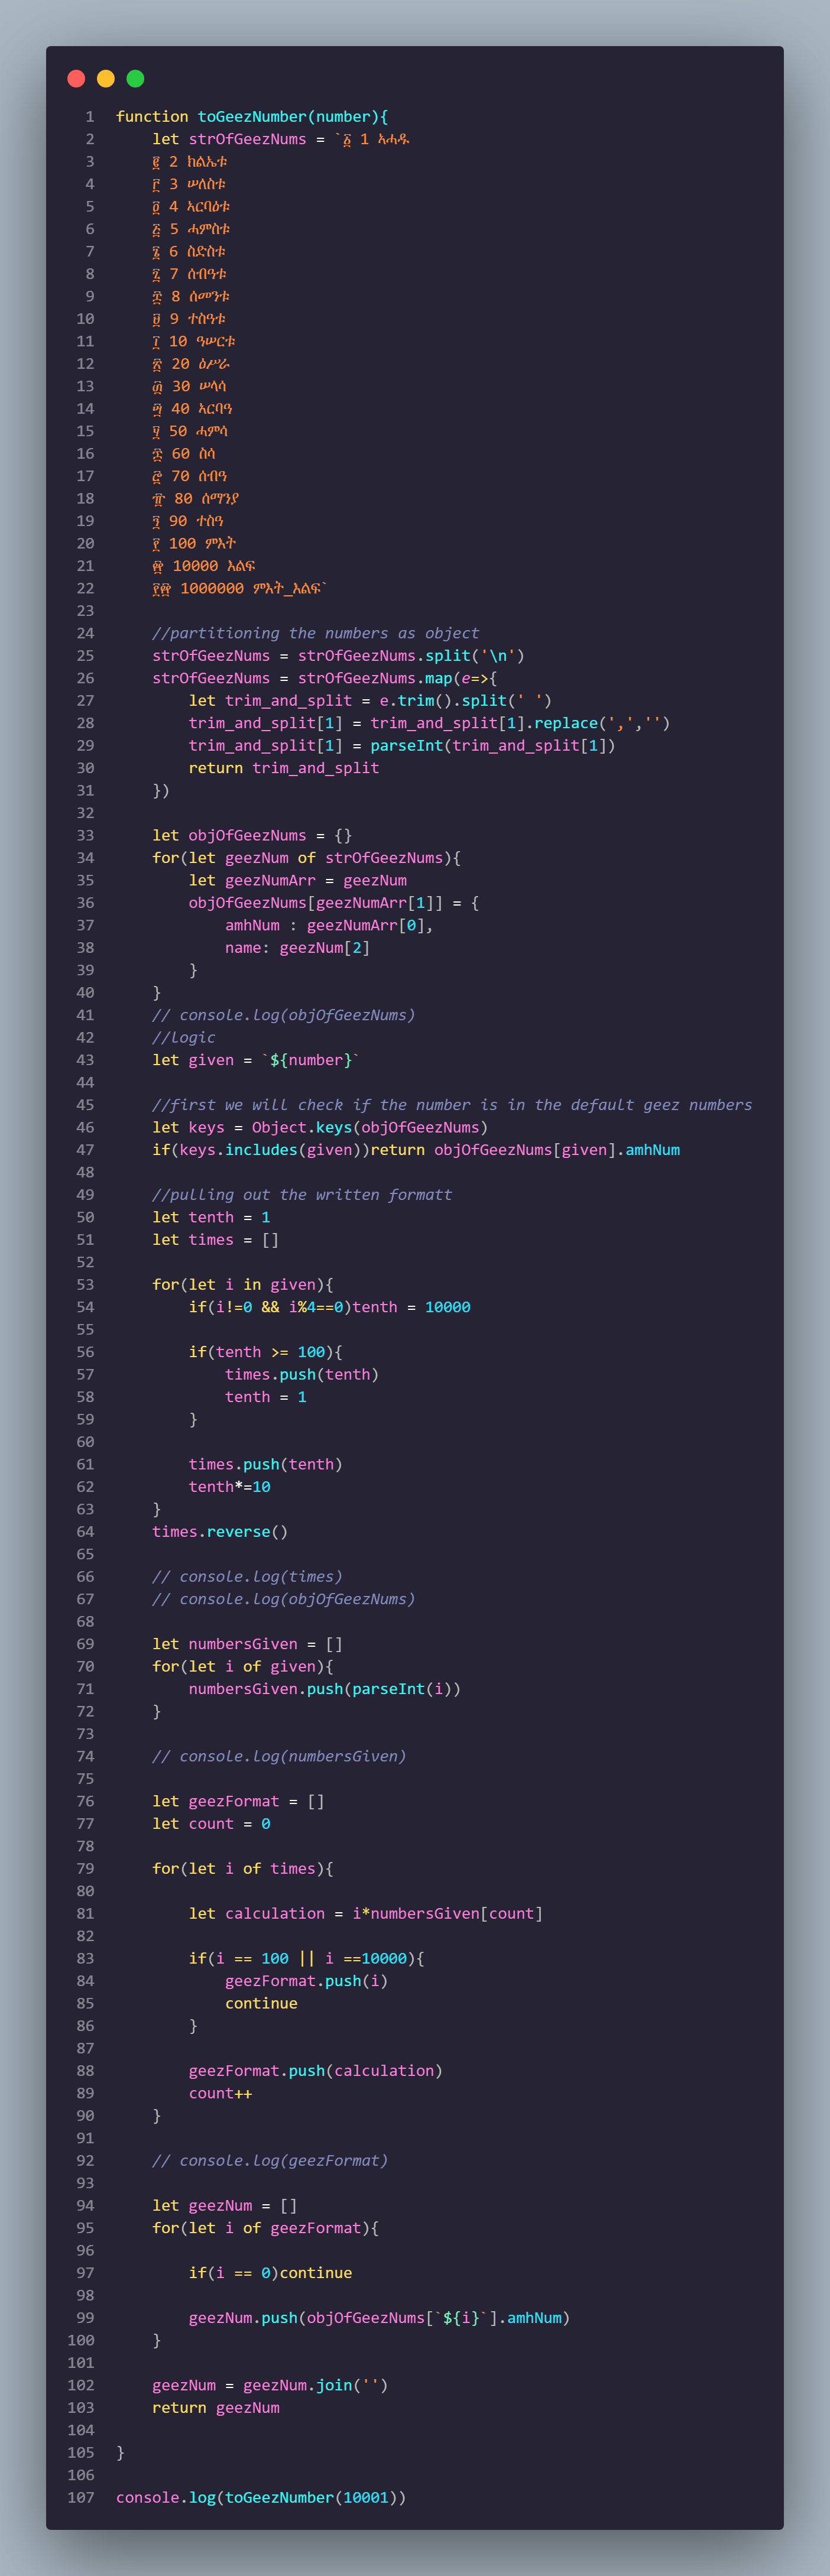 1 function toGeezNumber(number){
2 let strOfGeezNums = `፩ 1 ኣሓዱ
3 ፪ 2 ክልኤቱ
4 ፫ 3 ሠለስቱ
5 ፬ 4 ኣርባዕቱ
6 ፭ 5 ሓምስቱ
7 ፮ 6 ስድስቱ
8 ፯ 7 ሰብዓቱ
9 ፰ 8 ሰመንቱ
10 ፱ 9 ተስዓቱ
11 ፲ 10 ዓሠርቱ
12 ፳ 20 ዕሥራ
13 ፴ 30 ሠላሳ
14 ፵ 40 ኣርባዓ
15 ፶ 50 ሓምሳ
16 ፷ 60 ስሳ
17 ፸ 70 ሰብዓ
18 ፹ 80 ሰማንያ
19 ፺ 90 ተስዓ
20 ፻ 100 ምእት
21 ፼ 10000 እልፍ
22 ፻፼ 1000000 ምእት_እልፍ`
23
24 //partitioning the numbers as object
25 strOfGeezNums = strOfGeezNums.split('\n')
26 strOfGeezNums = strOfGeezNums.map(e=>{
27 let trim_and_split = e.trim().split(' ')
28 trim_and_split[1] = trim_and_split[1].replace(',','')
29 trim_and_split[1] = parseInt(trim_and_split[1])
30 return trim_and_split
31 })
32
33 let objOfGeezNums = {}
34 for(let geezNum of strOfGeezNums){
35 let geezNumArr = geezNum
36 objOfGeezNums[geezNumArr[1]] = {
37 amhNum : geezNumArr[0],
38 name: geezNum[2]
39 }
40 }
41 // console.log(objOfGeezNums)
42 //logic
43 let given = `${number}`
44
45 //first we will check if the number is in the default geez numbers
46 let keys = Object.keys(objOfGeezNums)
47 if(keys.includes(given))return objOfGeezNums[given].amhNum
48
49 //pulling out the written formatt
50 let tenth = 1
51 let times = []
52
53 for(let i in given){
54 if(i!=0 && i%4==0)tenth = 10000
55
56 if(tenth >= 100){
57 times.push(tenth)
58 tenth = 1
59 }
60
61 times.push(tenth)
62 tenth*=10
63 }
64 times.reverse()
65
66 // console.log(times)
67 // console.log(objOfGeezNums)
68
69 let numbersGiven = []
70 for(let i of given){
71 numbersGiven.push(parseInt(i))
72 }
73
74 // console.log(numbersGiven)
75
76 let geezFormat = []
77 let count = 0
78
79 for(let i of times){
80
81 let calculation = i*numbersGiven[count]
82
83 if(i == 100 || i ==10000){
84 geezFormat.push(i)
85 continue
86 }
87
88 geezFormat.push(calculation)
89 count++
90 }
91
92 // console.log(geezFormat)
93
94 let geezNum = []
95 for(let i of geezFormat){
96
97 if(i == 0)continue
98
99 geezNum.push(objOfGeezNums[`${i}`].amhNum)
100 }
101
102 geezNum = geezNum.join('')
103 return geezNum
104
105 }
106
107 console.log(toGeezNumber(10001))